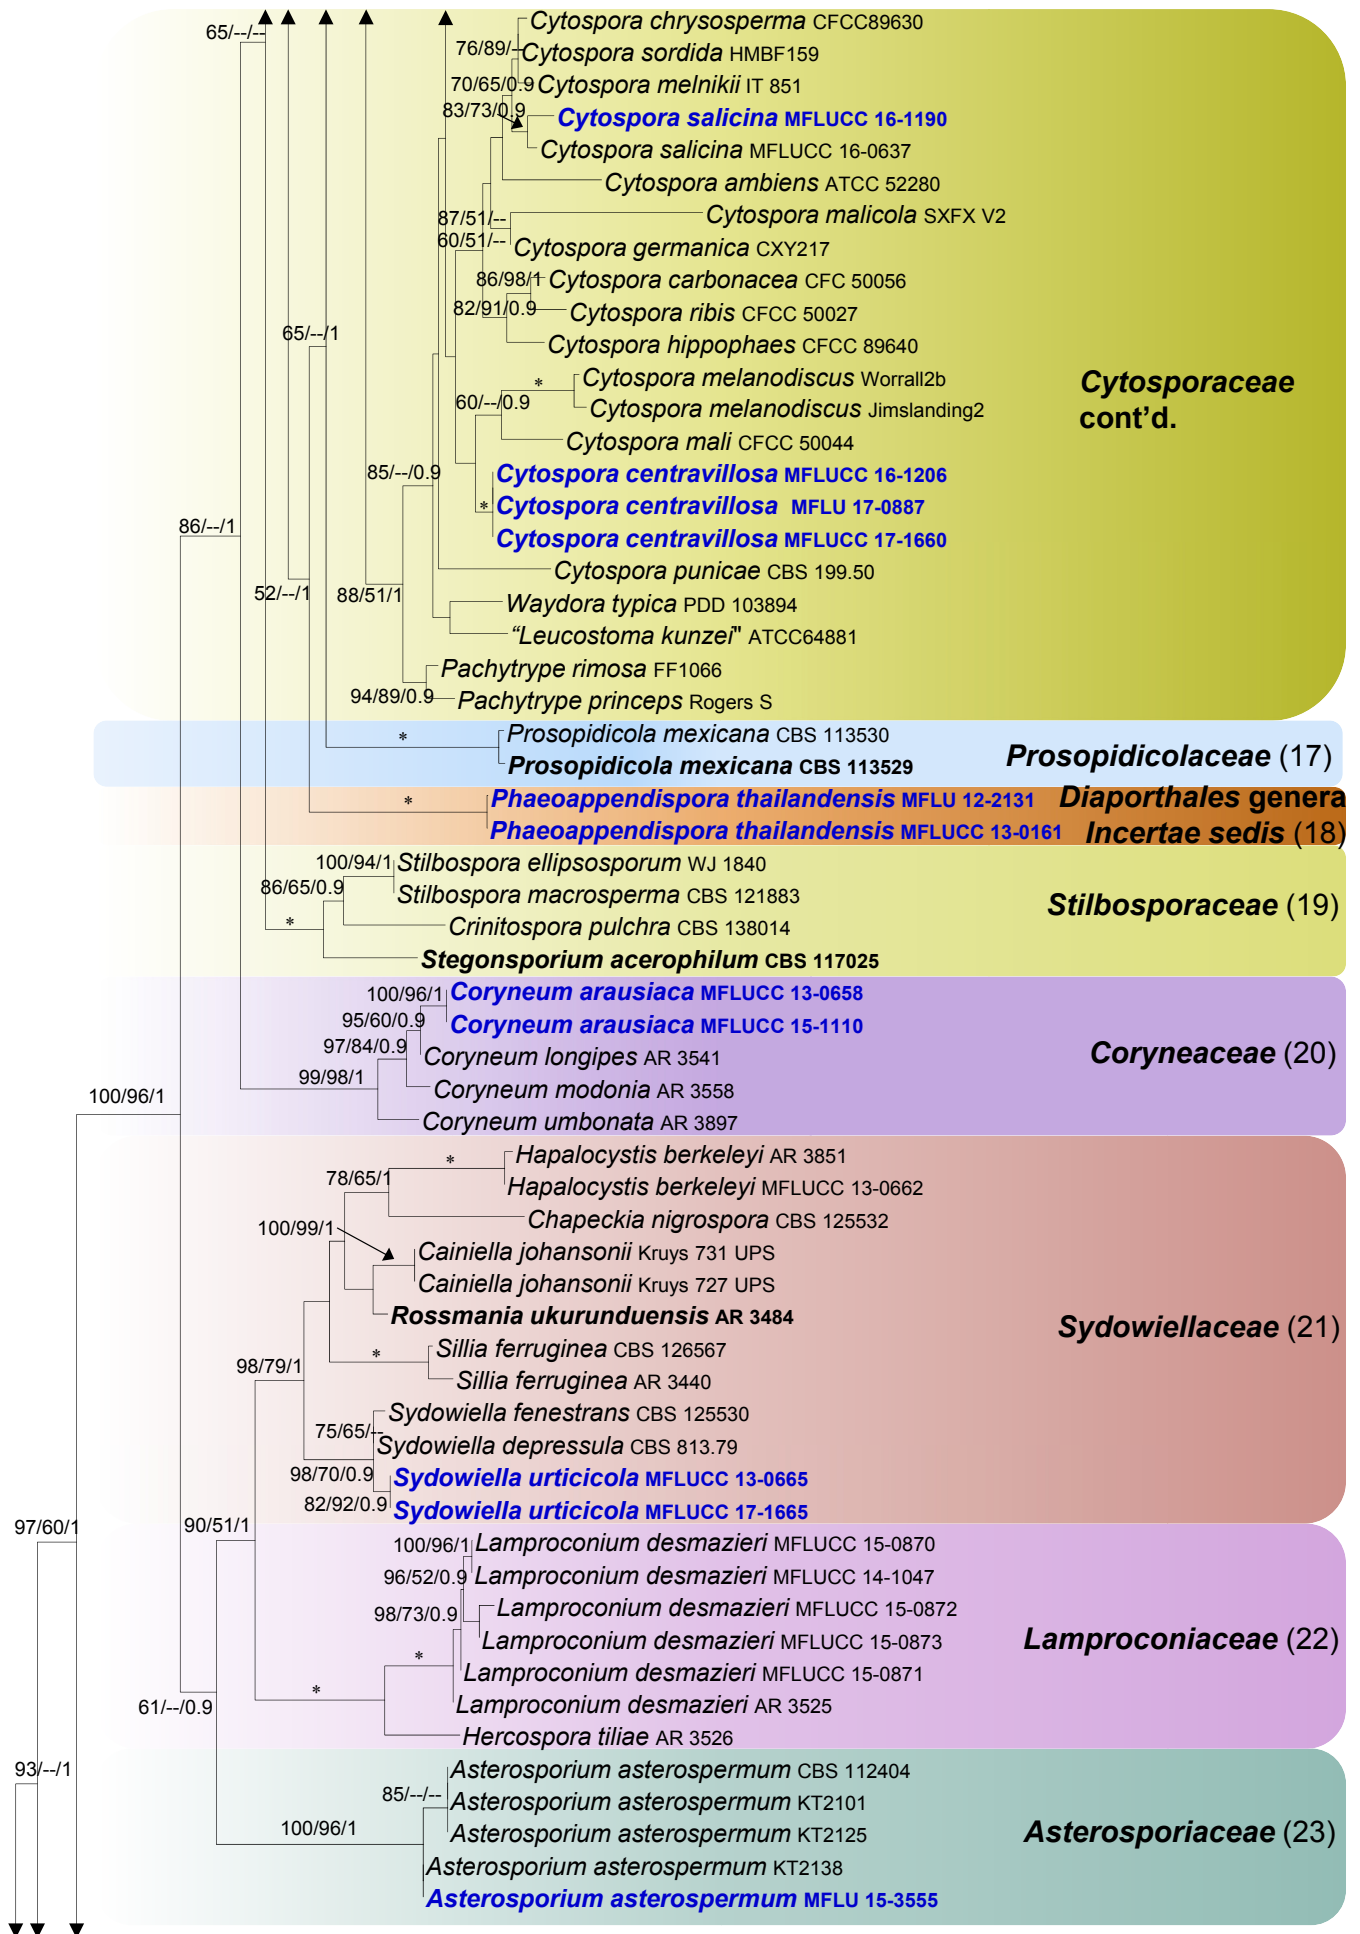 65/--/--
Cytospora chrysosperma CFCC89630
76/89/--
Cytospora sordida HMBF159
70/65/0.9
Cytospora melnikii IT 851
83/73/0.9
Cytospora salicina MFLUCC 16-1190
Cytospora salicina MFLUCC 16-0637
Cytospora ambiens ATCC 52280
87/51/--
Cytospora malicola SXFX V2
60/51/--
Cytospora germanica CXY217
86/98/1
Cytospora carbonacea CFC 50056
82/91/0.9
Cytospora ribis CFCC 50027
65/--/1
Cytospora hippophaes CFCC 89640
Cytospora melanodiscus Worrall2b
*
60/--/0.9
Cytospora melanodiscus Jimslanding2
Cytosporaceae
cont'd.
Cytospora mali CFCC 50044
85/--/0.9
Cytospora centravillosa MFLUCC 16-1206
*
Cytospora centravillosa MFLU 17-0887
86/--/1
Cytospora centravillosa MFLUCC 17-1660
Cytospora punicae CBS 199.50
52/--/1
88/51/1
Waydora typica PDD 103894
“Leucostoma kunzei" ATCC64881
Pachytrype rimosa FF1066
94/89/0.9
Pachytrype princeps Rogers S
*
Prosopidicola mexicana CBS 113530
Prosopidicola mexicana CBS 113529
Prosopidicolaceae (17)
*
Phaeoappendispora thailandensis MFLU 12-2131
Phaeoappendispora thailandensis MFLUCC 13-0161
Diaporthales genera
Incertae sedis (18)
100/94/1
Stilbospora ellipsosporum WJ 1840
86/65/0.9
Stilbospora macrosperma CBS 121883
*
Crinitospora pulchra CBS 138014
Stegonsporium acerophilum CBS 117025
Stilbosporaceae (19)
100/96/1
Coryneum arausiaca MFLUCC 13-0658
95/60/0.9
Coryneum arausiaca MFLUCC 15-1110
97/84/0.9
Coryneum longipes AR 3541
99/98/1
Coryneum modonia AR 3558
Coryneum umbonata AR 3897
Coryneaceae (20)
100/96/1
*
Hapalocystis berkeleyi AR 3851
78/65/1
Hapalocystis berkeleyi MFLUCC 13-0662
Chapeckia nigrospora CBS 125532
100/99/1
Cainiella johansonii Kruys 731 UPS
Cainiella johansonii Kruys 727 UPS
Rossmania ukurunduensis AR 3484
Sydowiellaceae (21)
*
Sillia ferruginea CBS 126567
98/79/1
Sillia ferruginea AR 3440
Sydowiella fenestrans CBS 125530
75/65/--
Sydowiella depressula CBS 813.79
98/70/0.9
Sydowiella urticicola MFLUCC 13-0665
82/92/0.9
Sydowiella urticicola MFLUCC 17-1665
97/60/1
90/51/1
100/96/1
Lamproconium desmazieri MFLUCC 15-0870
96/52/0.9
Lamproconium desmazieri MFLUCC 14-1047
98/73/0.9
Lamproconium desmazieri MFLUCC 15-0872
Lamproconium desmazieri MFLUCC 15-0873
*
Lamproconium desmazieri MFLUCC 15-0871
*
Lamproconium desmazieri AR 3525
Hercospora tiliae AR 3526
Lamproconiaceae (22)
61/--/0.9
93/--/1
Asterosporium asterospermum CBS 112404
85/--/--
Asterosporium asterospermum KT2101
100/96/1
Asterosporium asterospermum KT2125
Asterosporium asterospermum KT2138
Asterosporium asterospermum MFLU 15-3555
Asterosporiaceae (23)